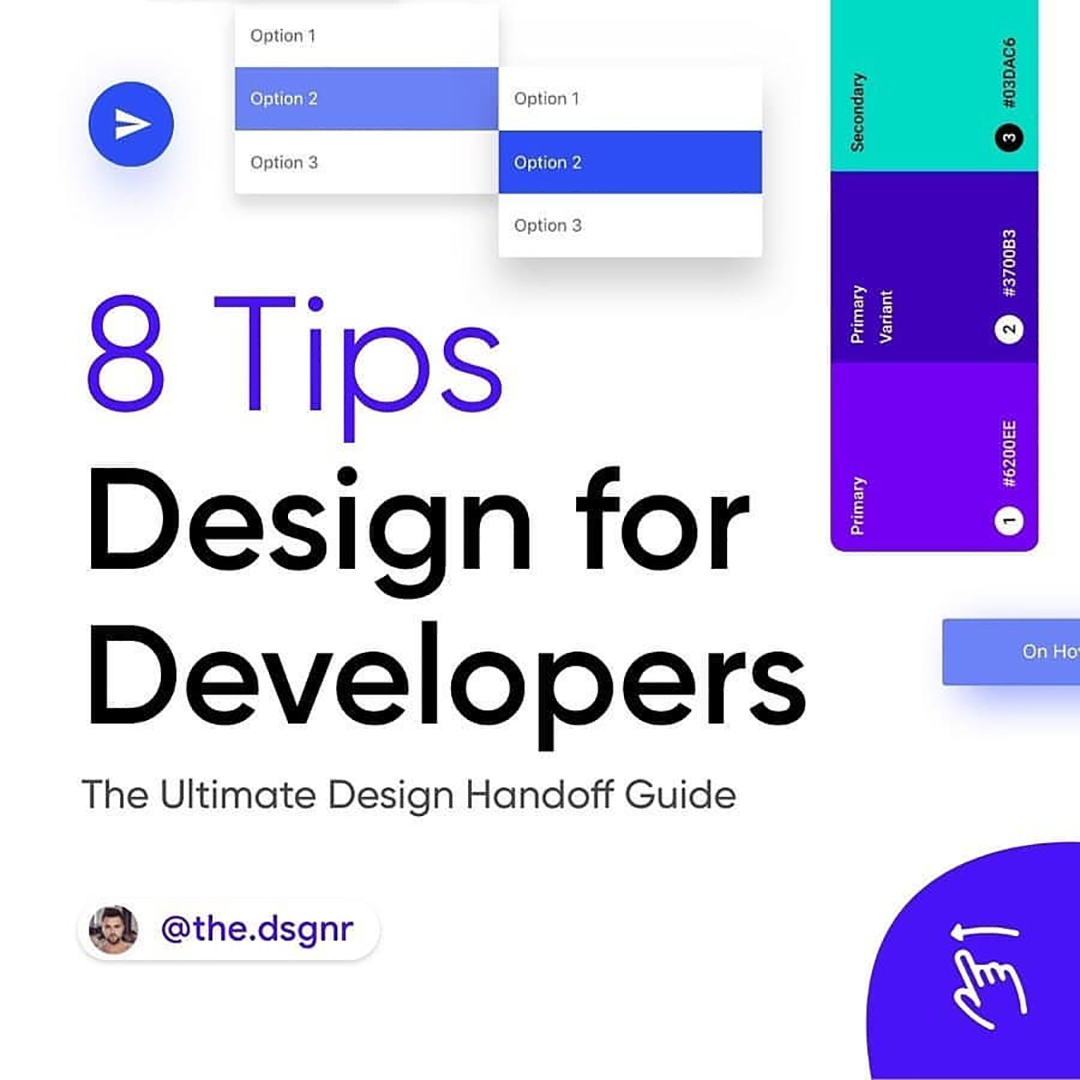 Option 1
Option 2
Option 3
Option 1
Option 2
Option 3
Secondary
3 #03DAC6
Primary
Variant
2 #3700B3
Primary
1 #6200EE
8 Tips
Design for
Developers
The Ultimate Design Handoff Guide
On Ho
@the.dsgnr